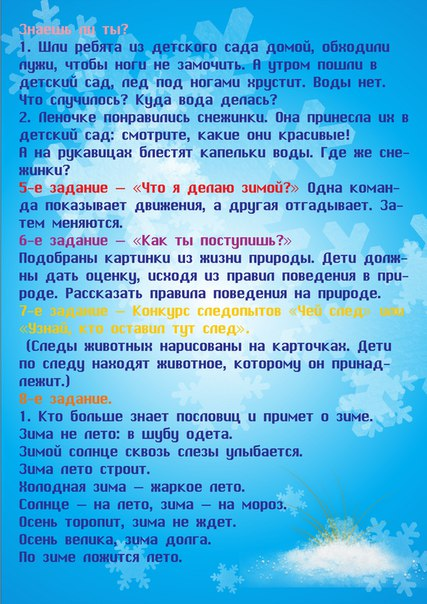 Знаешь ли ты?
1. Шли ребята из детского сада домой, обходили
лужи, чтобы ноги не замочить. А утром пошли в
детский сад, лед под ногами хрустит. Воды нет.
Что случилось? Куда вода делась?
2. Леночке понравились снежинки. Она принесла их в
детский сад: смотрите, какие они красивые!
А на рукавицах блестят капельки воды. Где же сне-
жинки?
5-е задание – «Что я делаю зимой?» Одна коман-
да показывает движения, а другая отгадывает. За-
тем меняются.
6-е задание – «Как ты поступишь?»
Подобраны картинки из жизни природы. Дети долж-
ны дать оценку, исходя из правил поведения в при-
роде. Рассказать правила поведения на природе.
7-е задание – Конкурс следопытов «Чей след» или
«Узнай, кто оставил тут след».
(Следы животных нарисованы на карточках. Дети
по следу находят животное, которому он принад-
лежит.)
8-е задание.
1. Кто больше знает пословиц и примет о зиме.
Зима не лето: в шубу одета.
Зимой солнце сквозь слезы улыбается.
Зима лето строит.
Холодная зима – жаркое лето.
Солнце – на лето, зима – на мороз.
Осень торопит, зима не ждет.
Осень велика, зима долга.
По зиме ложится лето.